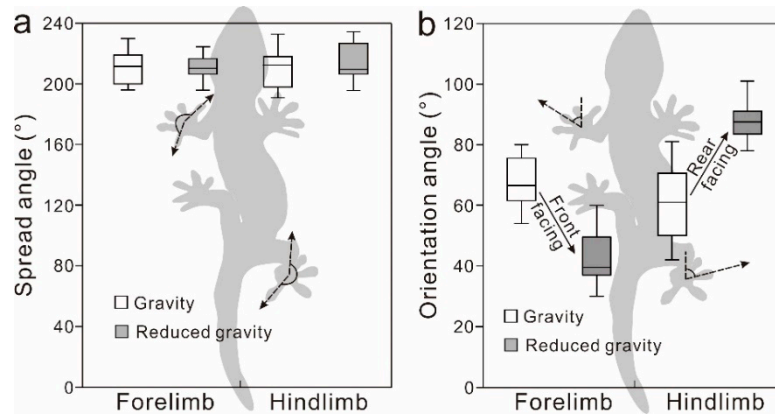 a
Spread angle (°)
240
200
160
120
80
40
0
Gravity
Reduced gravity
Forelimb
Hindlimb
b
Orientation angle (°)
120
100
80
60
40
20
0
Front
facing
Rear
facing
Gravity
Reduced gravity
Forelimb
Hindlimb